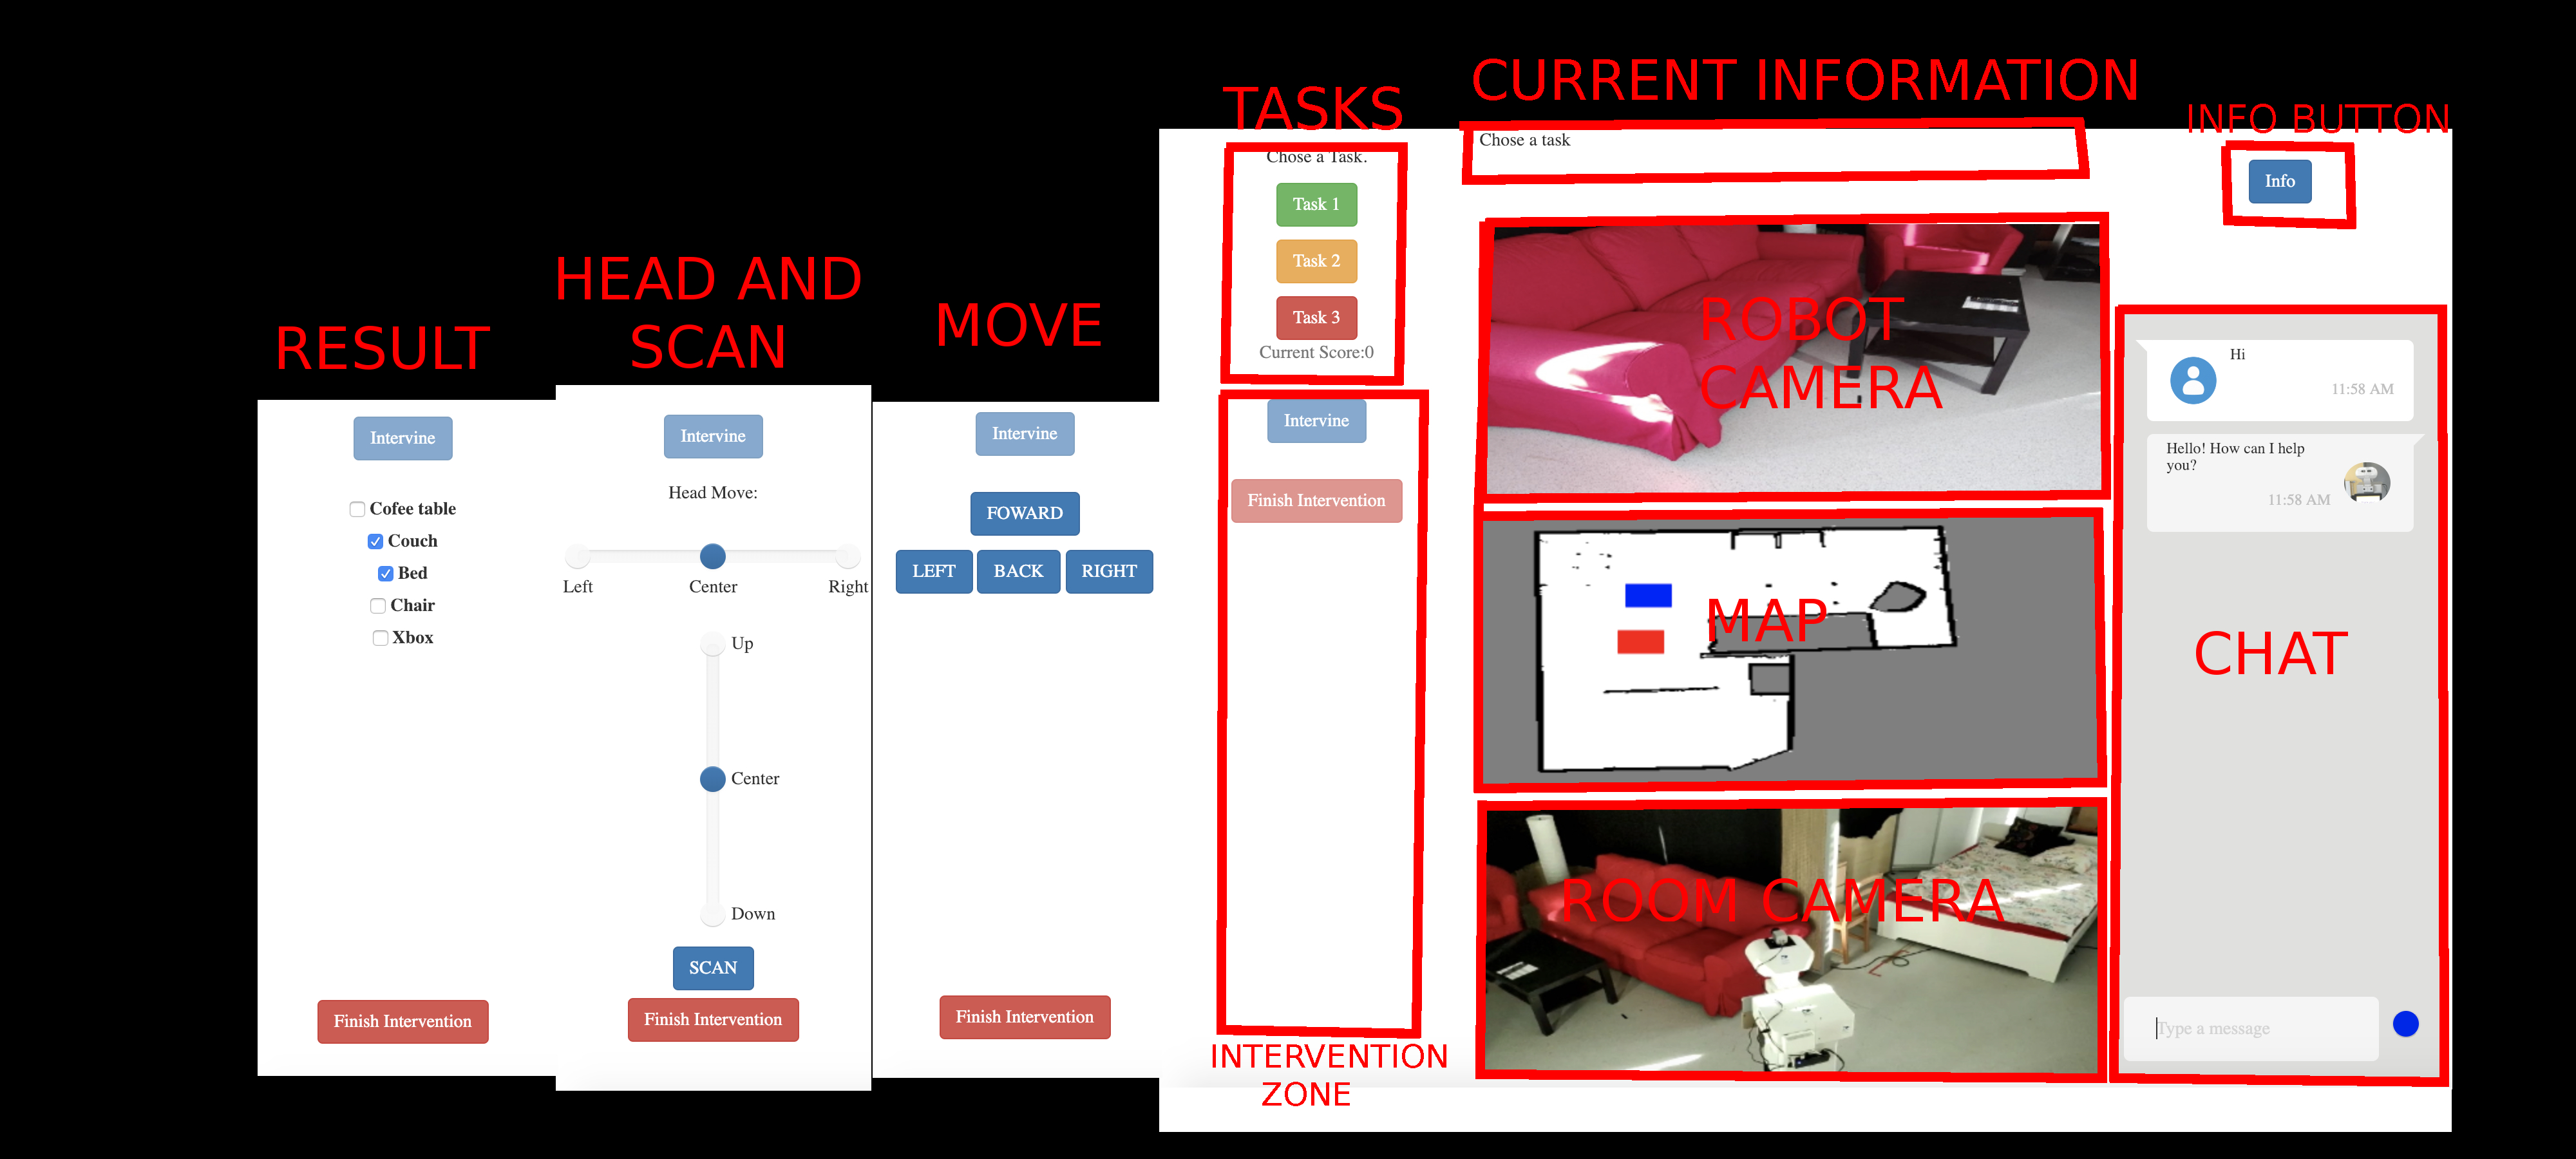 RESULT
Intervine
Cofee table
Couch
Bed
Chair
Xbox
Finish Intervention
HEAD AND
SCAN
Intervine
Head Move:
Left
Center
Right
Up
Center
Down
SCAN
Finish Intervention
MOVE
Intervine
FOWARD
LEFT
BACK
RIGHT
Finish Intervention
TASKS
Chose a Task.
Task 1
Task 2
Task 3
Current Score:0
Intervine
Finish Intervention
INTERVENTION
ZONE
CURRENT INFORMATION
Chose a task
ROBOT
CAMERA
MAP
ROOM CAMERA
INFO BUTTON
Info
Hi
11:58 AM
Hello! How can I help
you?
11:58 AM
CHAT
Type a message